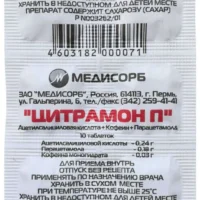 ХРАНИТЬ В НЕДОСТУПНОМ ДЛЯ ДЕТЕЙ МЕСТЕ
ПРЕПАРАТ СОДЕРЖИТ САХАРОЗУ (САХАР)
Р N003262/01
4 603182 000071
МЕДИСОРБ
ЗАО "МЕДИСОРБ", Россия, 614113, г. Пермь,
ул. Гальперина, 6, тел./факс (342) 259-41-41
"ЦИТРАМОН П"
Ацетилсалициловая кислота + Кофеин + Парацетамол
10 таблеток
Ацетилсалициловой кислоты - 0,24 г
Парацетамола - 0,18 г
Кофеина моногидрата - 0,03 г
ДЛЯ ПРИЕМА ВНУТРЬ
ОТПУСК БЕЗ РЕЦЕПТА
ПРИМЕНЯТЬ ПО НАЗНАЧЕНИЮ ВРАЧА
ХРАНИТЬ В СУХОМ МЕСТЕ
ПРИ ТЕМПЕРАТУРЕ НЕ ВЫШЕ 25°С
ХРАНИТЬ В НЕДОСТУПНОМ ДЛЯ ДЕТЕЙ МЕСТЕ